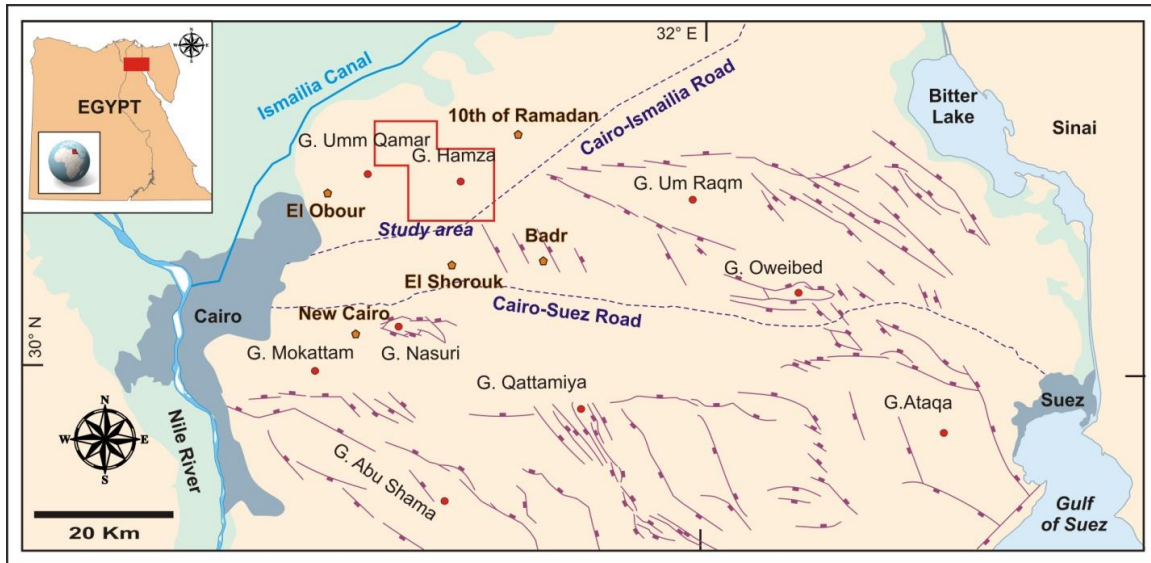 EGYPT
N
W
E
S
Ismailia Canal
32° E
Cairo-Ismailia Road
Bitter
Lake
Sinai
10th of Ramadan
G. Umm Qamar
G. Hamza
G. Um Raqm
El Obour
Study area
Badr
El Shorouk
G. Oweibed
Cairo-Suez Road
Cairo
New Cairo
30° N
G. Mokattam
G. Nasuri
G. Qattamiya
G.Ataqa
Suez
N
W
E
S
Nile River
G. Abu Shama
20 Km
Gulf
of Suez